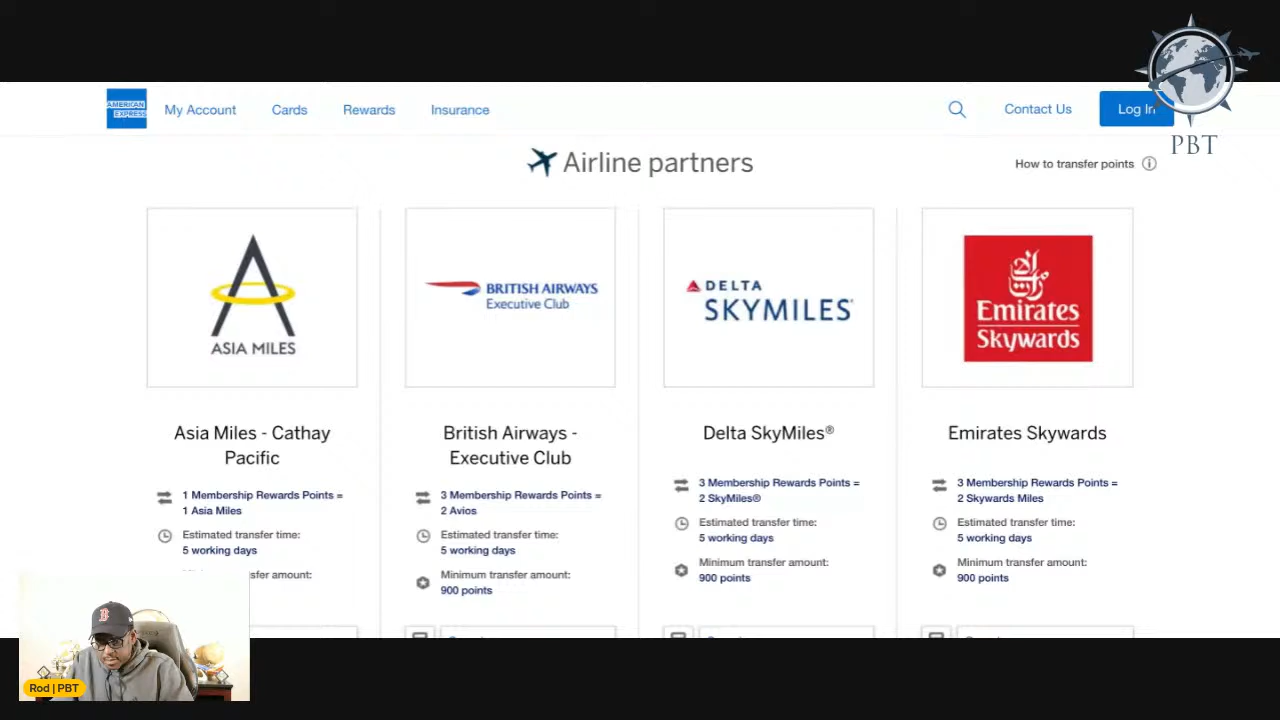 AMERICAN
EXPRESS
My Account
Cards
Rewards
Insurance
Contact Us
Log In
PBT
Airline partners
How to transfer points
ASIA MILES
BRITISH AIRWAYS
Executive Club
DELTA
SKYMILES
Emirates
Skywards
Asia Miles - Cathay
Pacific
1 Membership Rewards Points =
1 Asia Miles
Estimated transfer time:
5 working days
British Airways -
Executive Club
3 Membership Rewards Points =
2 Avios
Estimated transfer time:
5 working days
Minimum transfer amount:
900 points
Delta SkyMiles®
3 Membership Rewards Points =
2 SkyMiles®
Estimated transfer time:
5 working days
Minimum transfer amount:
900 points
Emirates Skywards
3 Membership Rewards Points =
2 Skywards Miles
Estimated transfer time:
5 working days
Minimum transfer amount:
900 points
amount:
Rod | PBT